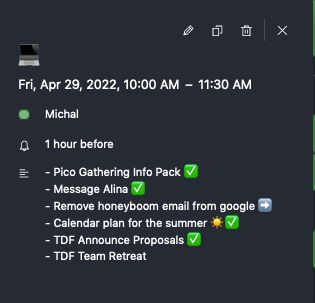 Fri, Apr 29, 2022, 10:00 AM – 11:30 AM
Michal
1 hour before
- Pico Gathering Info Pack ✅
- Message Alina ✅
- Remove honeyboom email from google ➡️
- Calendar plan for the summer ☀️✅
- TDF Announce Proposals ✅
- TDF Team Retreat